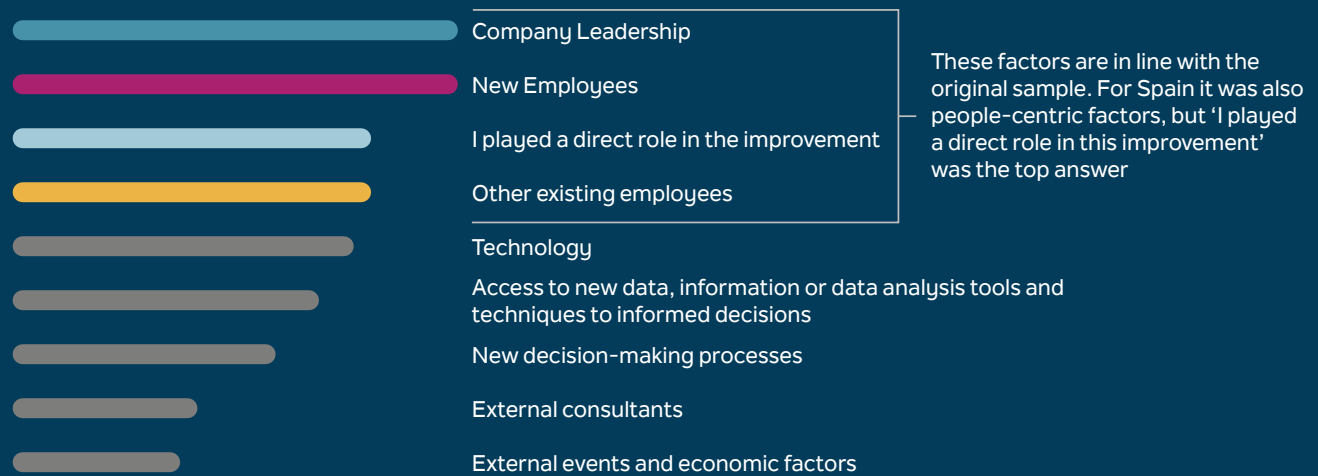 Company Leadership
New Employees
I played a direct role in the improvement
Other existing employees
These factors are in line with the
original sample. For Spain it was also
people-centric factors, but ‘I played
a direct role in this improvement’
was the top answer
Technology
Access to new data, information or data analysis tools and
techniques to informed decisions
New decision-making processes
External consultants
External events and economic factors